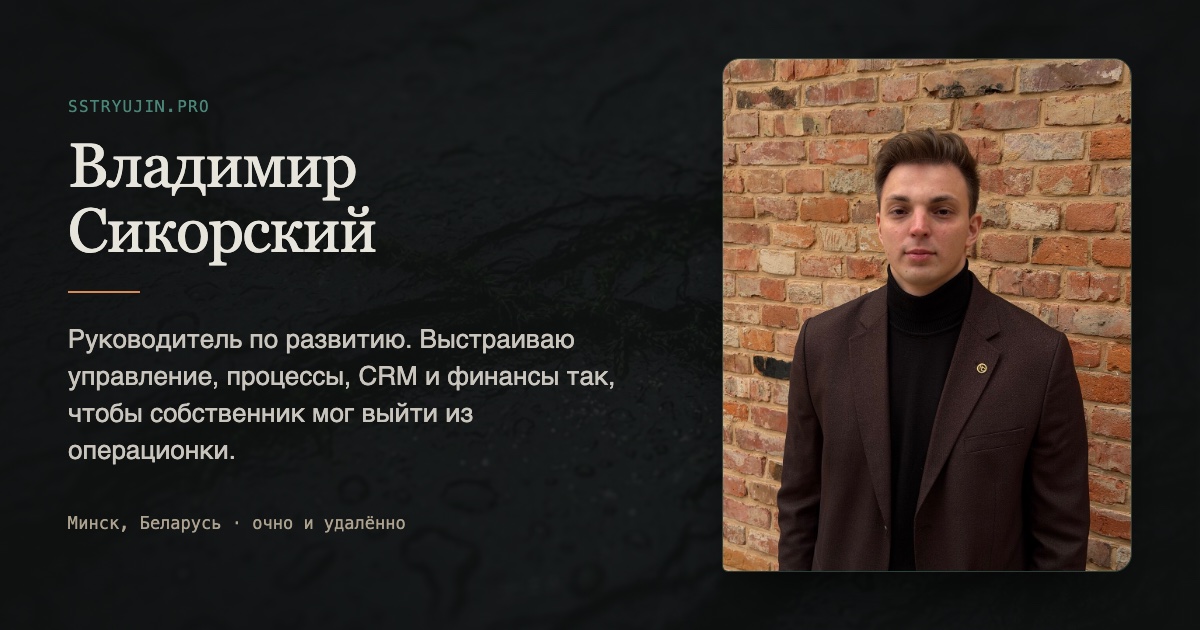 SSTRYUJIN.PRO
Владимир
Сикорский
Руководитель по развитию. Выстраиваю
управление, процессы, CRM и финансы так,
чтобы собственник мог выйти из
операционки.
Минск, Беларусь · очно и удалённо